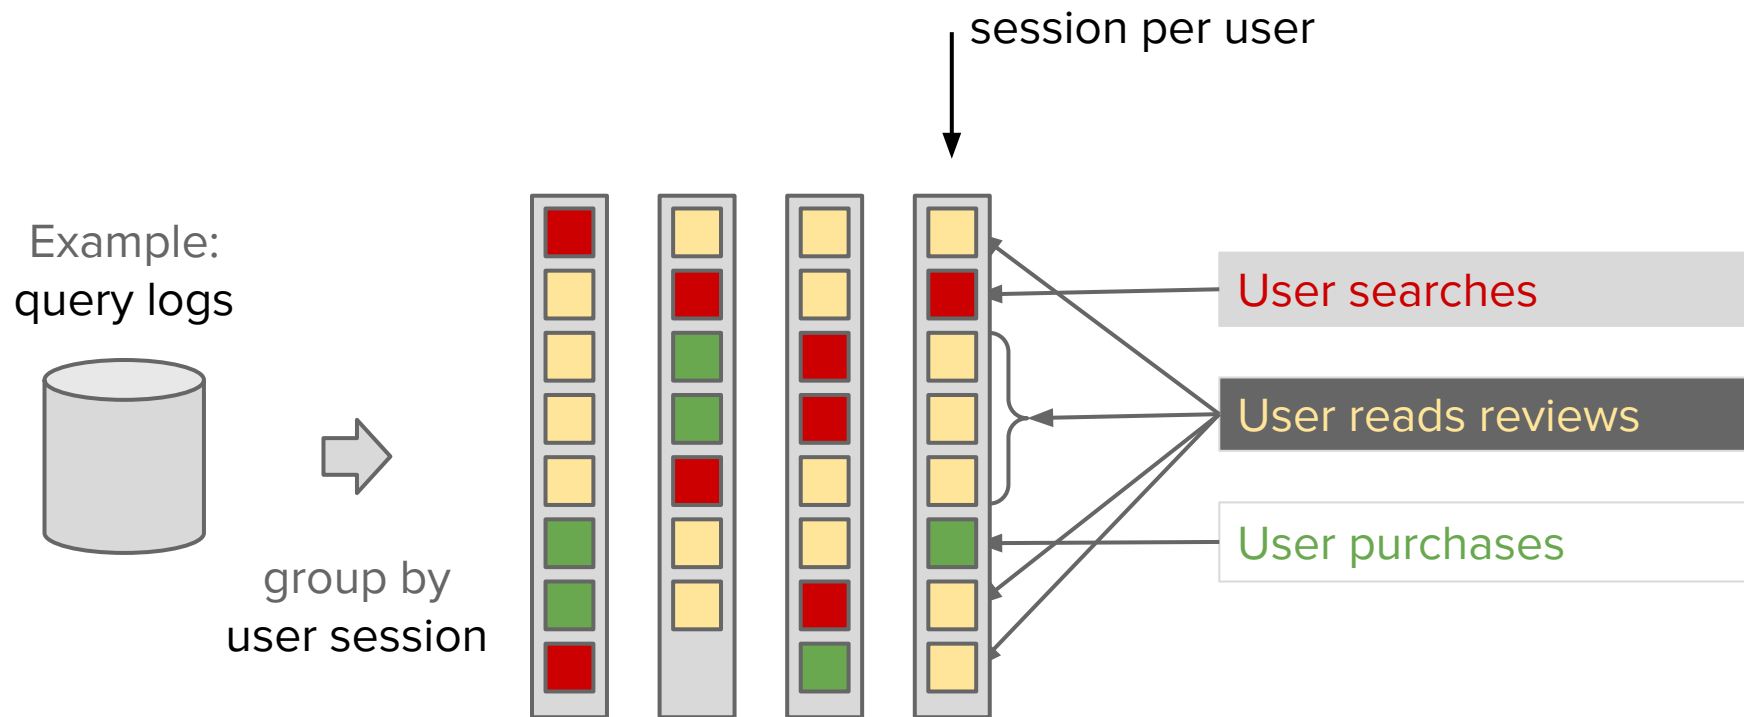 session per user
Example:
query logs
group by
user session
User searches
User reads reviews
User purchases